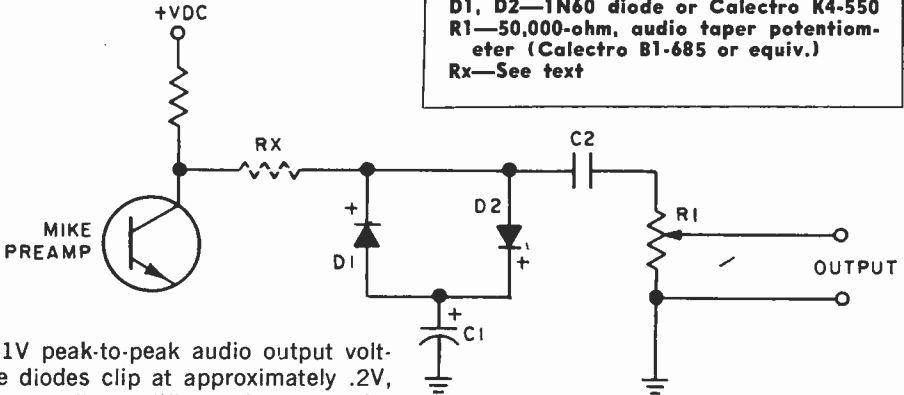 D1, D2—1N60 diode or Calectro K4-550
R1—50,000-ohm, audio taper potentiom-
eter (Calectro B1-685 or equiv.)
Rx—See text
+VDC
RX
C2
+
D2
R1
MIKE
PREAMP
D1
+
OUTPUT
+
C1
1V peak-to-peak audio output volt-
diodes clip at approximately .2V,